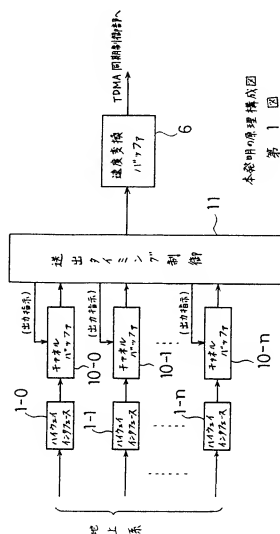 地上系
1-0
ハイウェイ
インタフェース
(出力指示)
チャネル
バッファ
10-0
1-1
ハイウェイ
インタフェース
(出力指示)
チャネル
バッファ
10-1
1-n
ハイウェイ
インタフェース
(出力指示)
チャネル
バッファ
10-n
送出タイミング制御
11
速度変換
バッファ
6
TDMA同期制御部へ
本発明の原理構成図
第 1 図